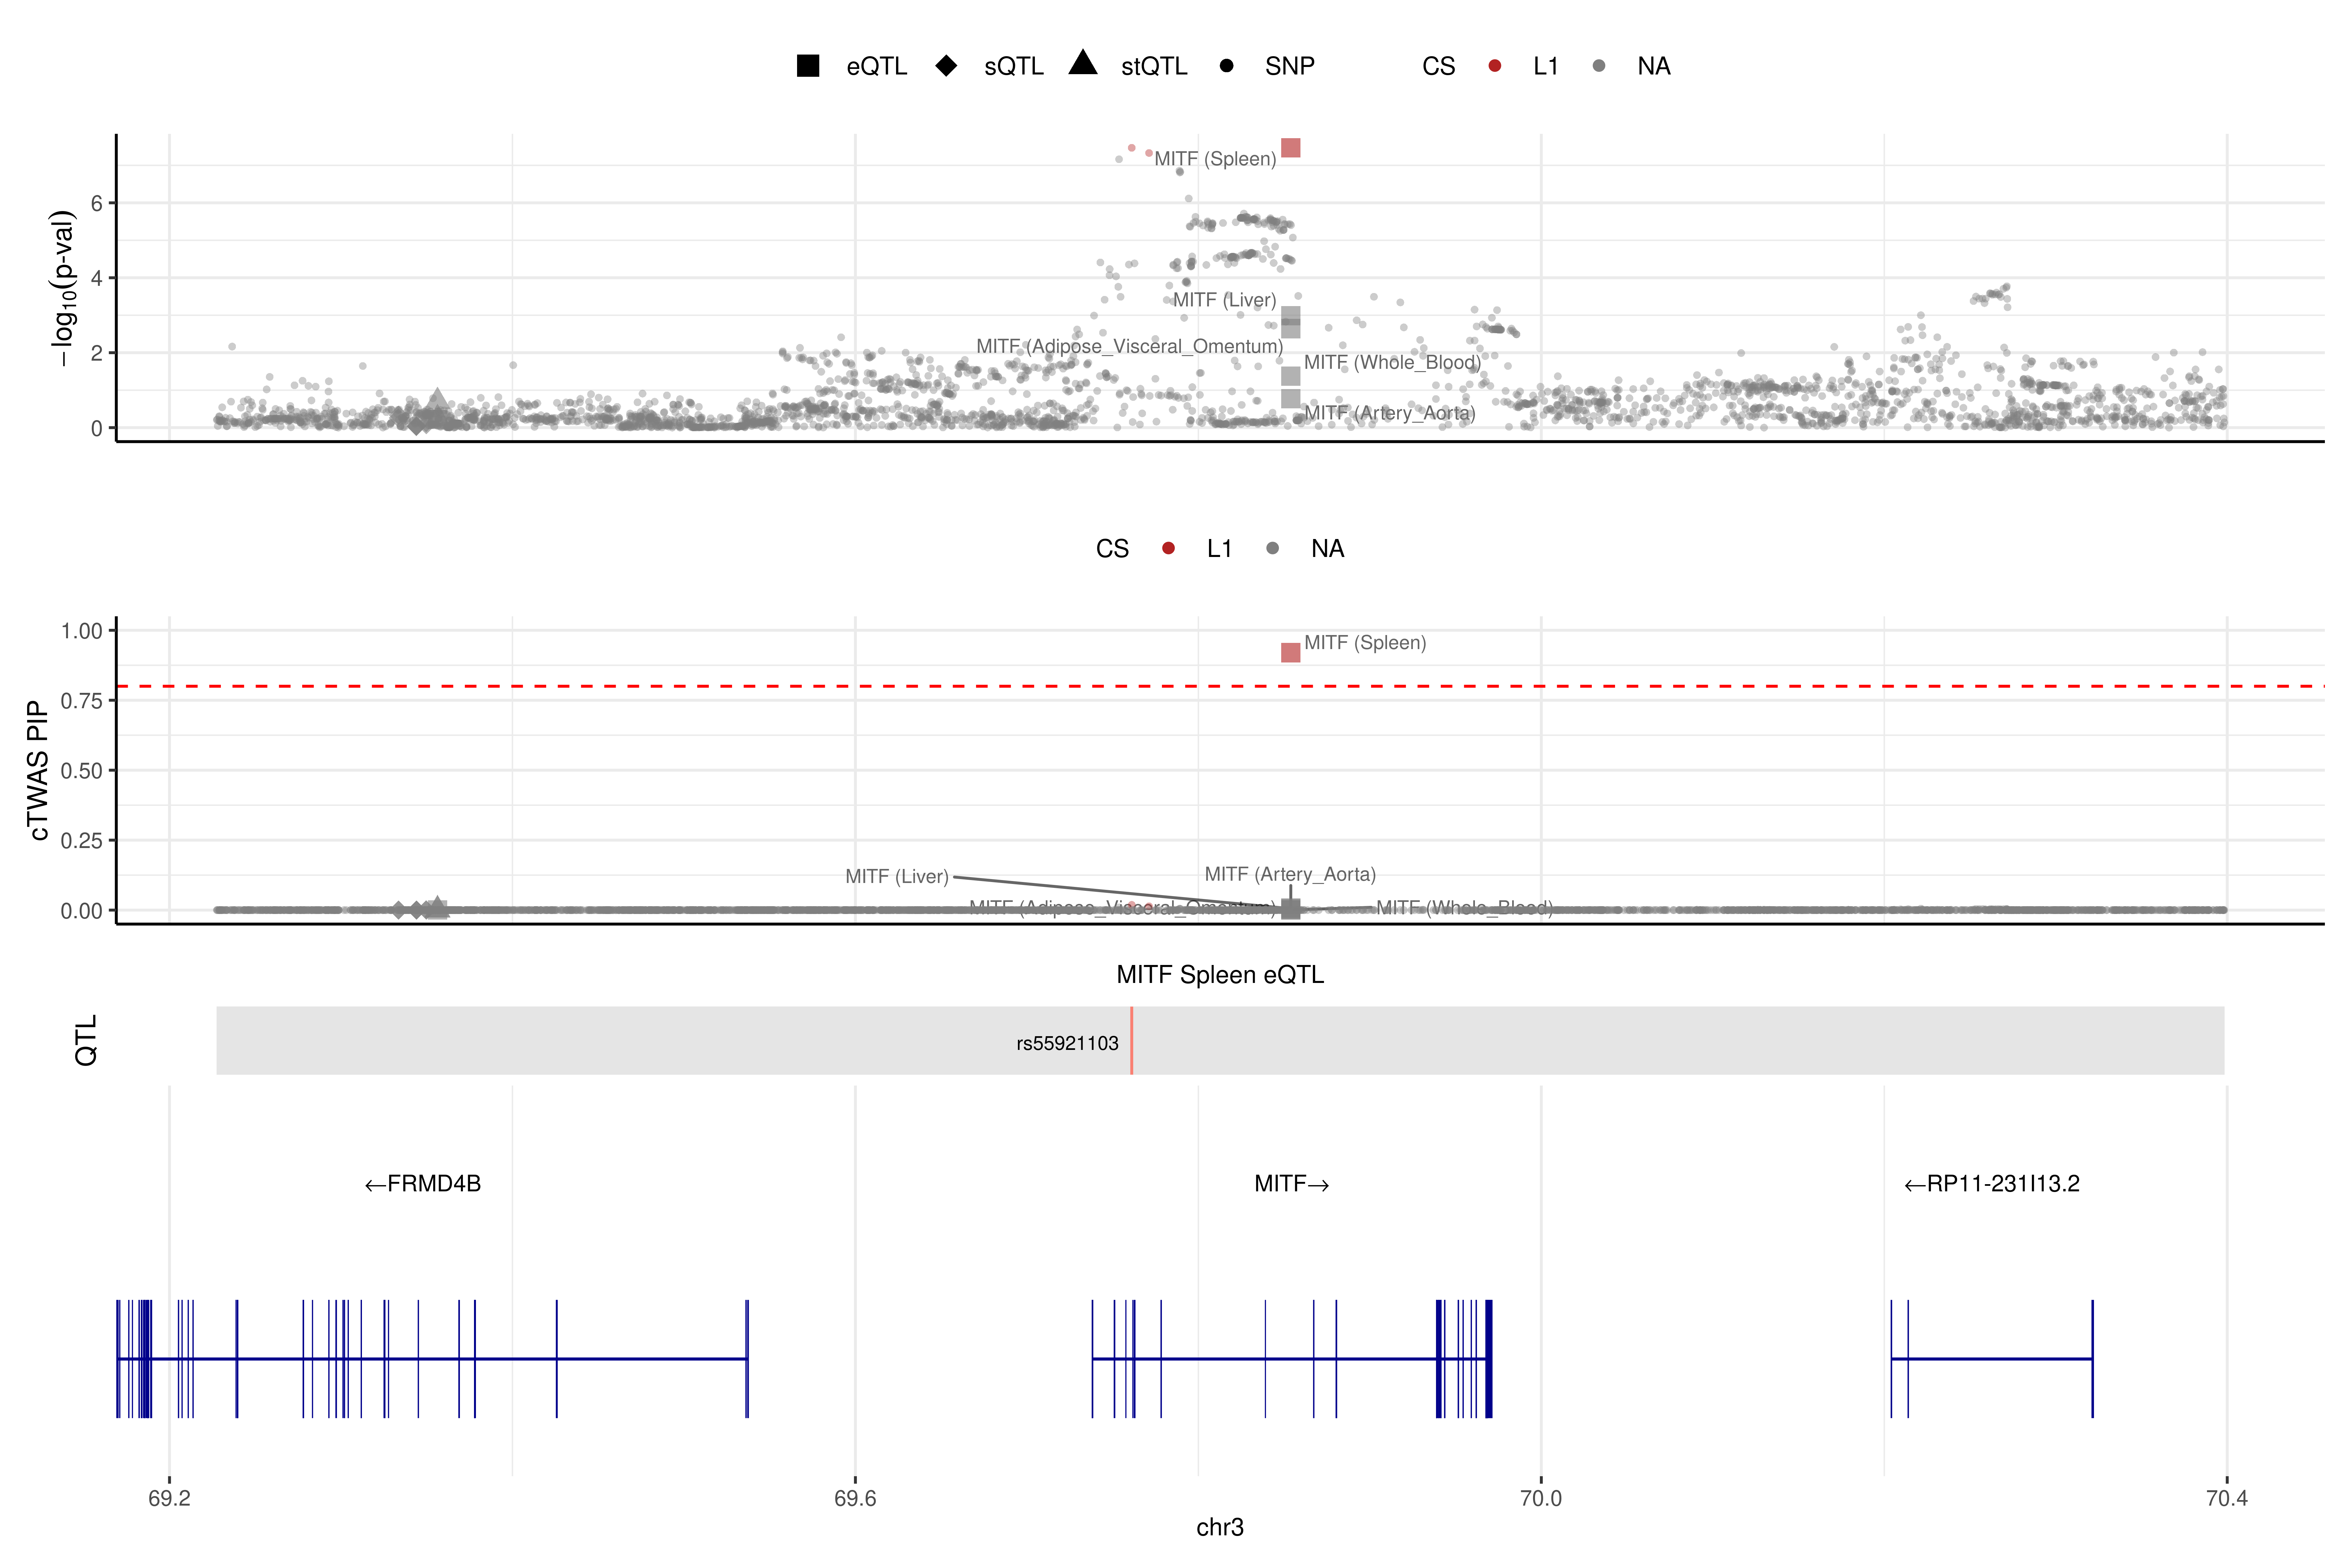 eQTL sQTL stQTL SNP CS L1 NA
−log10(p-val)
6
4
2
0
MITF (Spleen)
MITF (Liver)
MITF (Adipose_Visceral_Omentum)
MITF (Whole_Blood)
MITF (Artery_Aorta)
CS L1 NA
cTWAS PIP
1.00
0.75
0.50
0.25
0.00
MITF (Spleen)
MITF (Liver)
MITF (Artery_Aorta)
MITF (Adipose_Visceral_Omentum)
MITF (Whole_Blood)
MITF Spleen eQTL
QTL
rs55921103
←FRMD4B
MITF→
←RP11-231I13.2
69.2 69.6 70.0 70.4
chr3